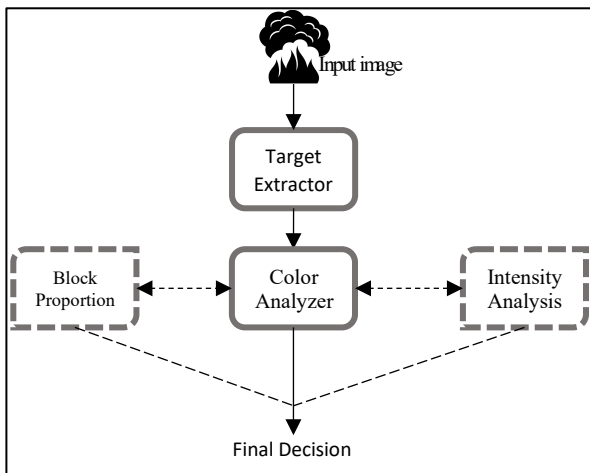 Input image
Target
Extractor
Block
Proportion
Color
Analyzer
Intensity
Analysis
Final Decision